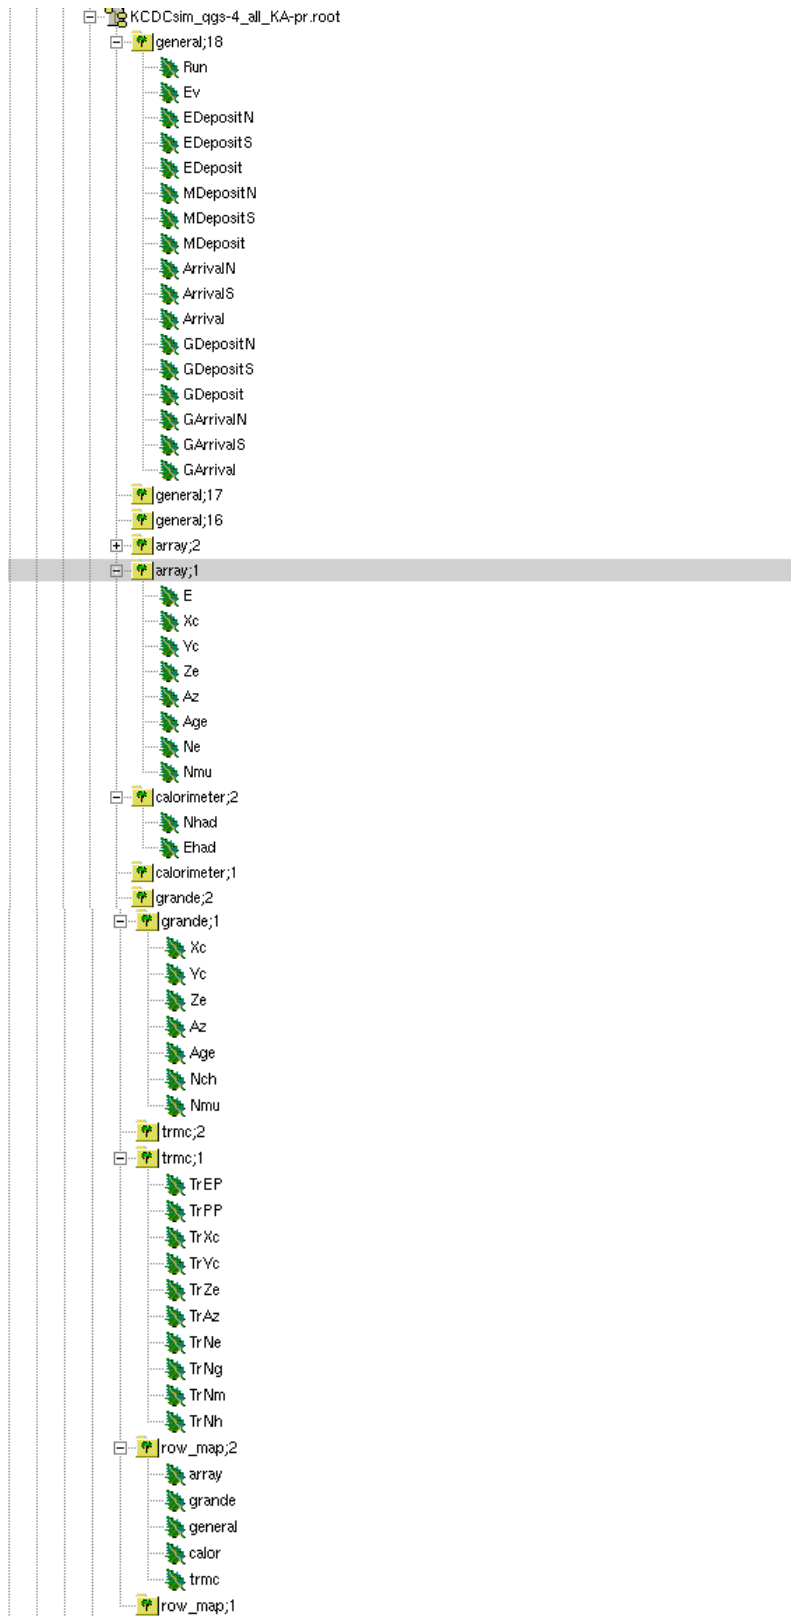 KCDCsim_qgs-4_all_KA-pr.root
general;18
Run
Ev
EDepositN
EDepositS
EDeposit
MDepositN
MDepositS
MDeposit
ArrivalN
ArrivalS
Arrival
GDepositN
GDepositS
GDeposit
GArrivalN
GArrivalS
GArrival
general;17
general;16
array;2
array;1
E
Xc
Yc
Ze
Az
Age
Ne
Nmu
calorimeter;2
Nhad
Ehad
calorimeter;1
grande;2
grande;1
Xc
Yc
Ze
Az
Age
Nch
Nmu
trmc;2
trmc;1
TrEP
TrPP
TrXc
TrYc
TrZe
TrAz
TrNe
TrNg
TrNm
TrNh
row_map;2
array
grande
general
calor
trmc
row_map;1